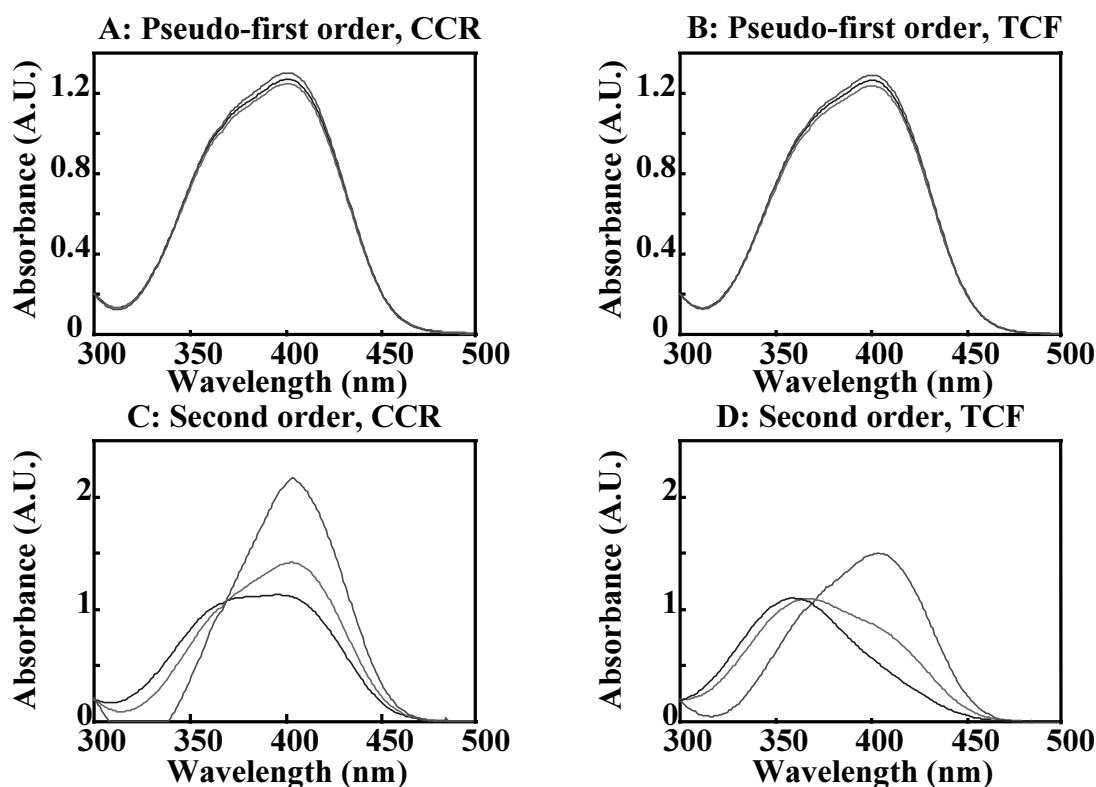 A: Pseudo-first order, CCR
Absorbance (A.U.)
1.2
0.8
0.4
0
300 350 400 450 500
Wavelength (nm)
B: Pseudo-first order, TCF
Absorbance (A.U.)
1.2
0.8
0.4
0
300 350 400 450 500
Wavelength (nm)
C: Second order, CCR
Absorbance (A.U.)
2
1
0
300 350 400 450 500
Wavelength (nm)
D: Second order, TCF
Absorbance (A.U.)
2
1
0
300 350 400 450 500
Wavelength (nm)